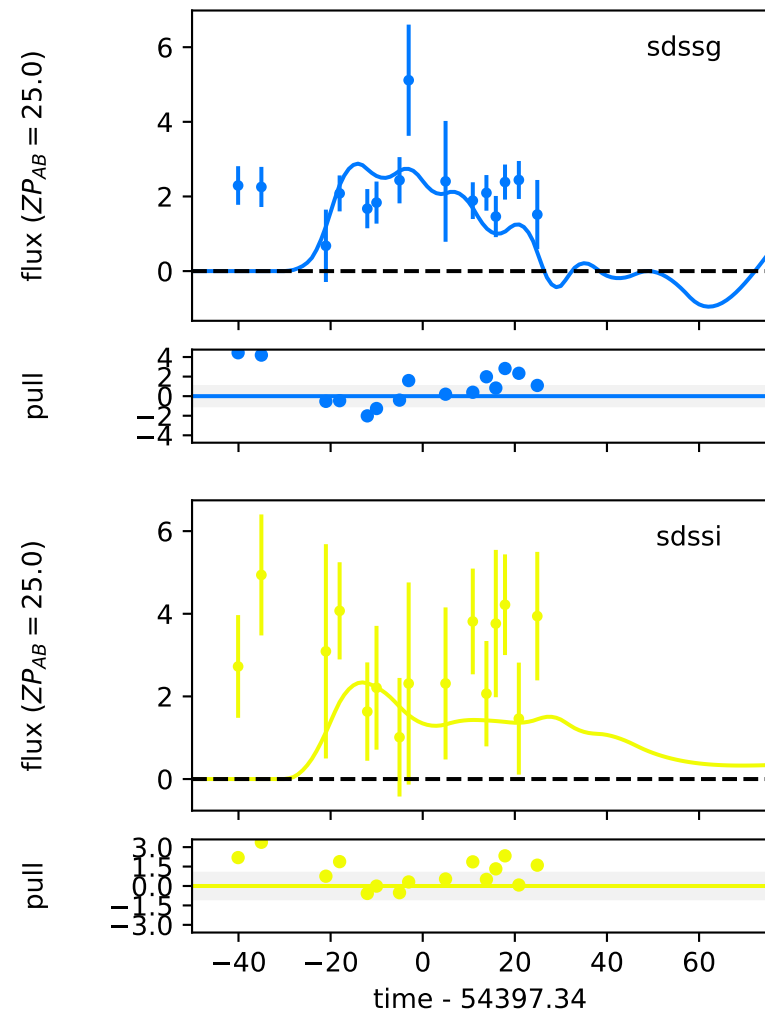 sdssg
flux (ZP_AB = 25.0)
6
4
2
0
pull
4
2
0
−2
−4
sdssi
flux (ZP_AB = 25.0)
6
4
2
0
pull
3.0
1.5
0.0
−1.5
−3.0
−40 −20 0 20 40 60
time - 54397.34